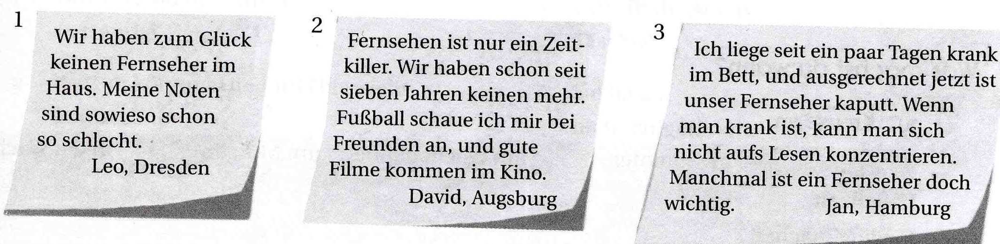 1
Wir haben zum Glück
keinen Fernseher im
Haus. Meine Noten
sind sowieso schon
so schlecht.
Leo, Dresden
2
Fernsehen ist nur ein Zeit-
killer. Wir haben schon seit
sieben Jahren keinen mehr.
Fußball schaue ich mir bei
Freunden an, und gute
Filme kommen im Kino.
David, Augsburg
3
Ich liege seit ein paar Tagen krank
im Bett, und ausgerechnet jetzt ist
unser Fernseher kaputt. Wenn
man krank ist, kann man sich
nicht aufs Lesen konzentrieren.
Manchmal ist ein Fernseher doch
wichtig. Jan, Hamburg